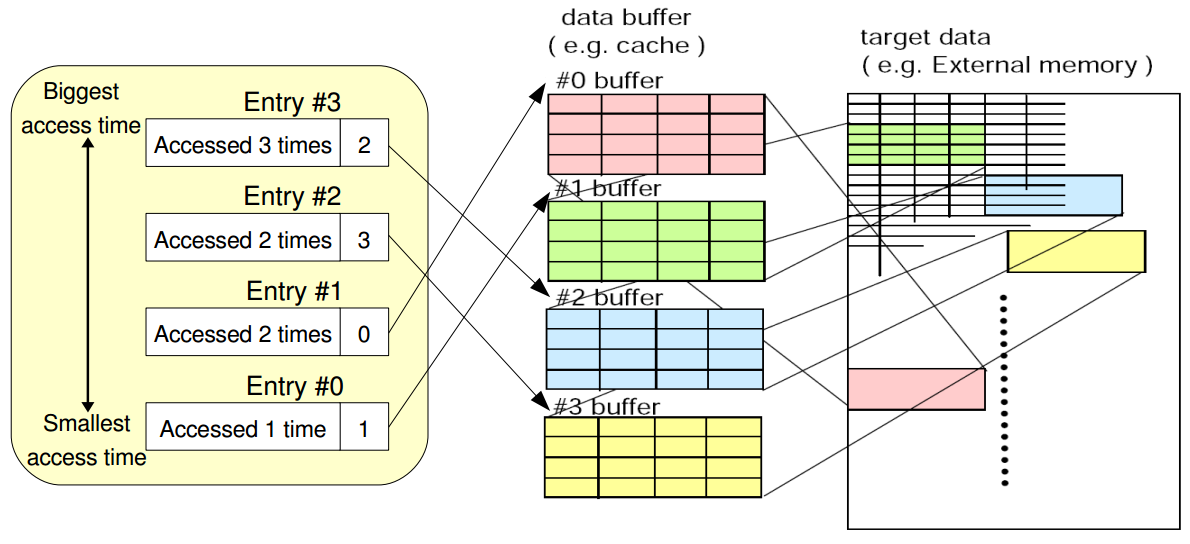 Biggest
access time
Entry #3
Accessed 3 times 2
Entry #2
Accessed 2 times 3
Entry #1
Accessed 2 times 0
Entry #0
Accessed 1 time 1
Smallest
access time
data buffer
( e.g. cache )
#0 buffer
#1 buffer
#2 buffer
#3 buffer
target data
( e.g. External memory )